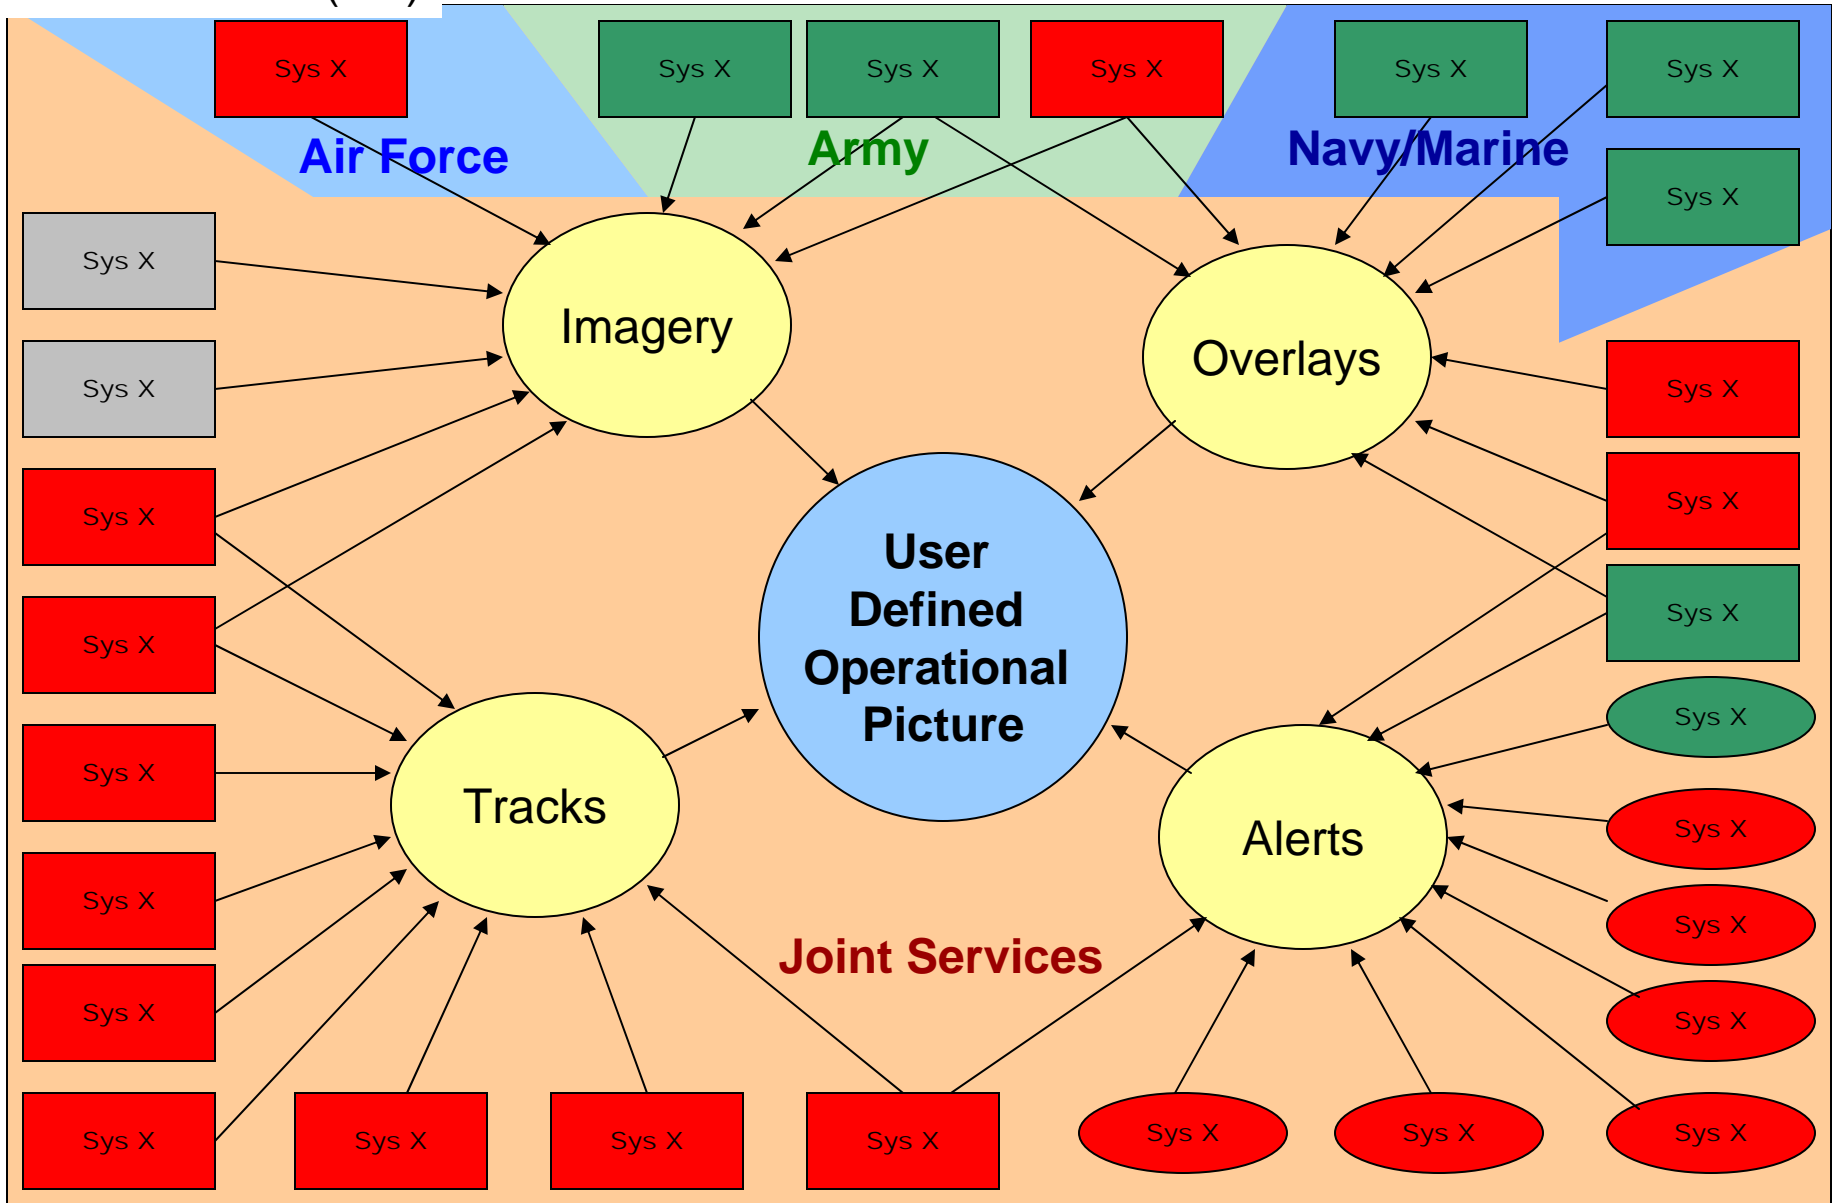 Sys X
Sys X
Sys X
Sys X
Sys X
Sys X
Air Force
Army
Navy/Marine
Sys X
Sys X
Imagery
Sys X
Overlays
Sys X
Sys X
Sys X
User
Defined
Operational
Picture
Sys X
Sys X
Sys X
Sys X
Tracks
Alerts
Sys X
Sys X
Sys X
Joint Services
Sys X
Sys X
Sys X
Sys X
Sys X
Sys X
Sys X
Sys X
Sys X